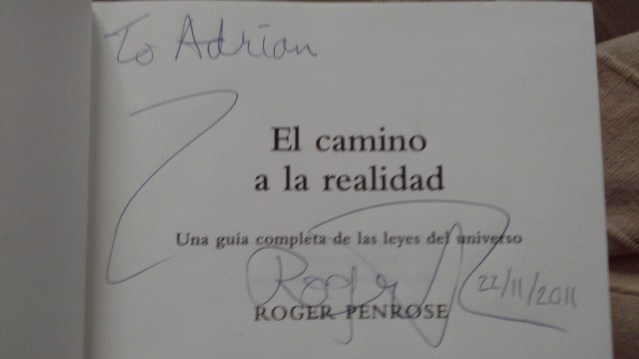 To Adrian
El camino
a la realidad
Una guía completa de las leyes del universo
Roger
22/11/2011
ROGER PENROSE